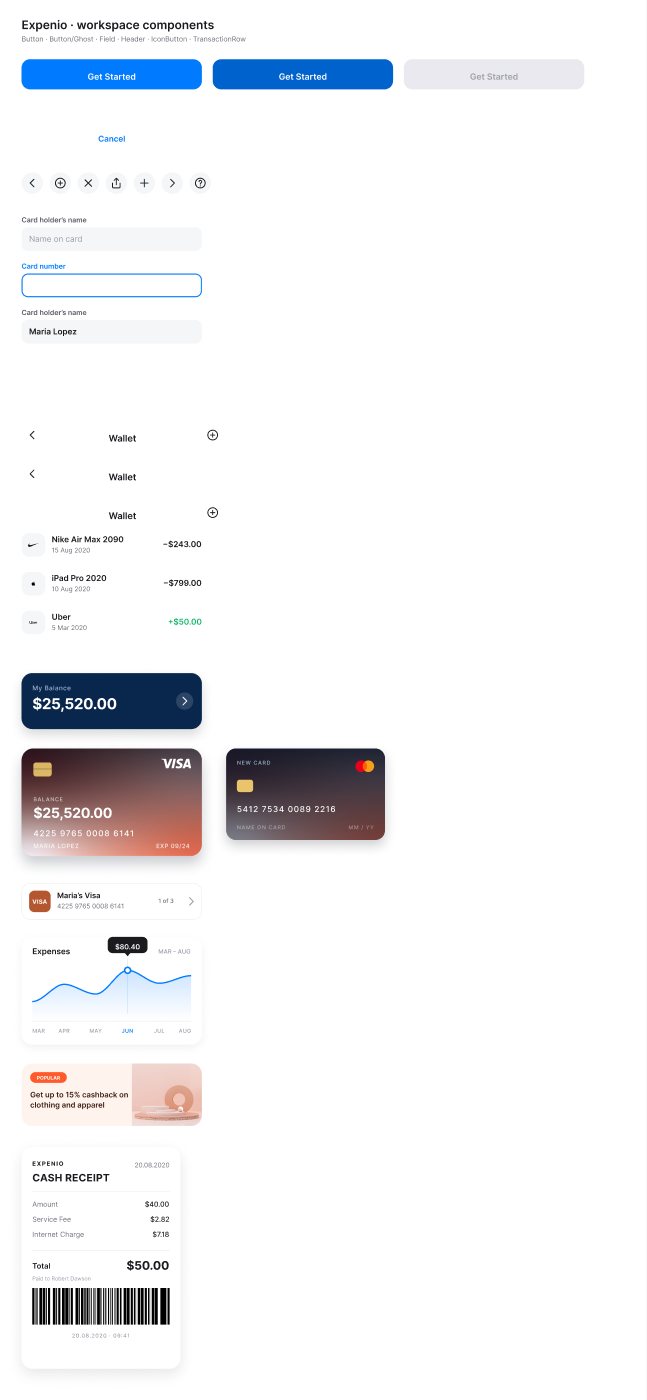 Expenio · workspace components
Button · Button/Ghost · Field · Header · IconButton · TransactionRow
Get Started
Get Started
Get Started
Cancel
Card holder's name
Name on card
Card number
Card holder's name
Maria Lopez
Wallet
Wallet
Wallet
Nike Air Max 2090
15 Aug 2020
−$243.00
iPad Pro 2020
10 Aug 2020
−$799.00
Uber
Uber
5 Mar 2020
+$50.00
My Balance
$25,520.00
VISA
BALANCE
$25,520.00
4225 9765 0008 6141
MARIA LOPEZ
EXP 09/24
NEW CARD
5412 7534 0089 2216
NAME ON CARD
MM / YY
VISA
Maria's Visa
4225 9765 0008 6141
1 of 3
Expenses
$80.40
MAR – AUG
MAR APR MAY JUN JUL AUG
POPULAR
Get up to 15% cashback on
clothing and apparel
EXPENIO
20.08.2020
CASH RECEIPT
Amount $40.00
Service Fee $2.82
Internet Charge $7.18
Total $50.00
Paid to Robert Dawson
20.08.2020 · 09:41